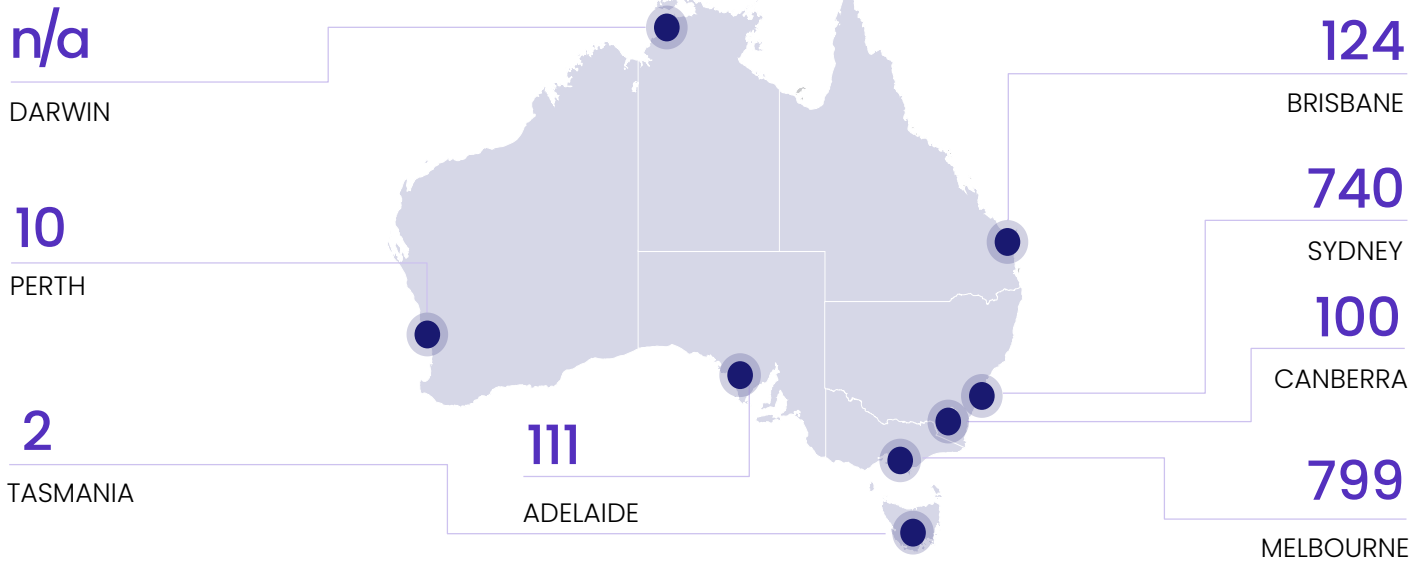 n/a
DARWIN
10
PERTH
2
TASMANIA
111
ADELAIDE
124
BRISBANE
740
SYDNEY
100
CANBERRA
799
MELBOURNE